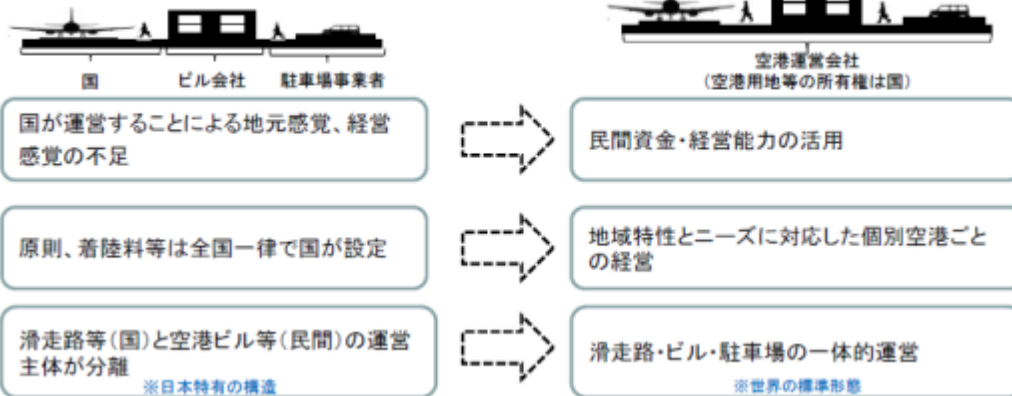 国 ビル会社 駐車場事業者
空港運営会社
(空港用地等の所有権は国)
国が運営することによる地元感覚、経営
感覚の不足
民間資金・経営能力の活用
原則、着陸料等は全国一律で国が設定
地域特性とニーズに対応した個別空港ごと
の経営
滑走路等(国)と空港ビル等(民間)の運営
主体が分離
※日本特有の構造
滑走路・ビル・駐車場の一体的運営
※世界の標準形態